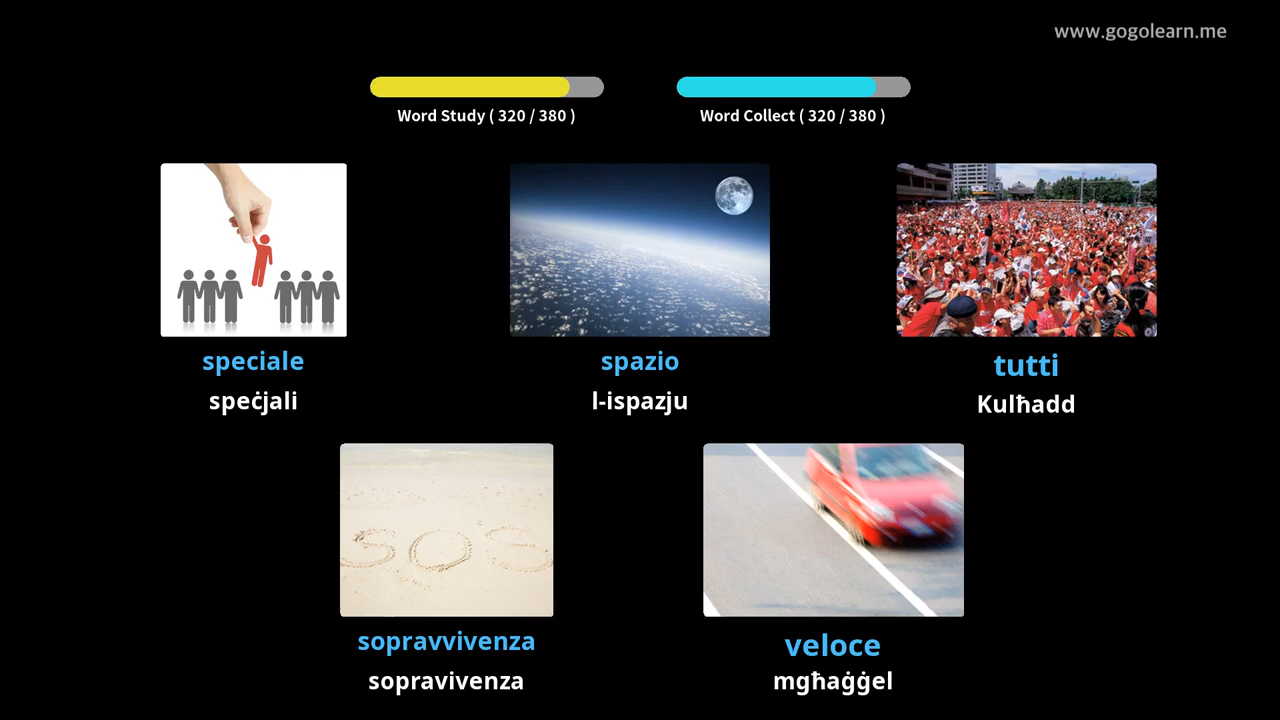 www.gogolearn.me
Word Study ( 320 / 380 )
Word Collect ( 320 / 380 )
speciale
speċjali
spazio
l-ispazju
tutti
Kulħadd
SOS
sopravvivenza
sopravivenza
veloce
mgħaġġel